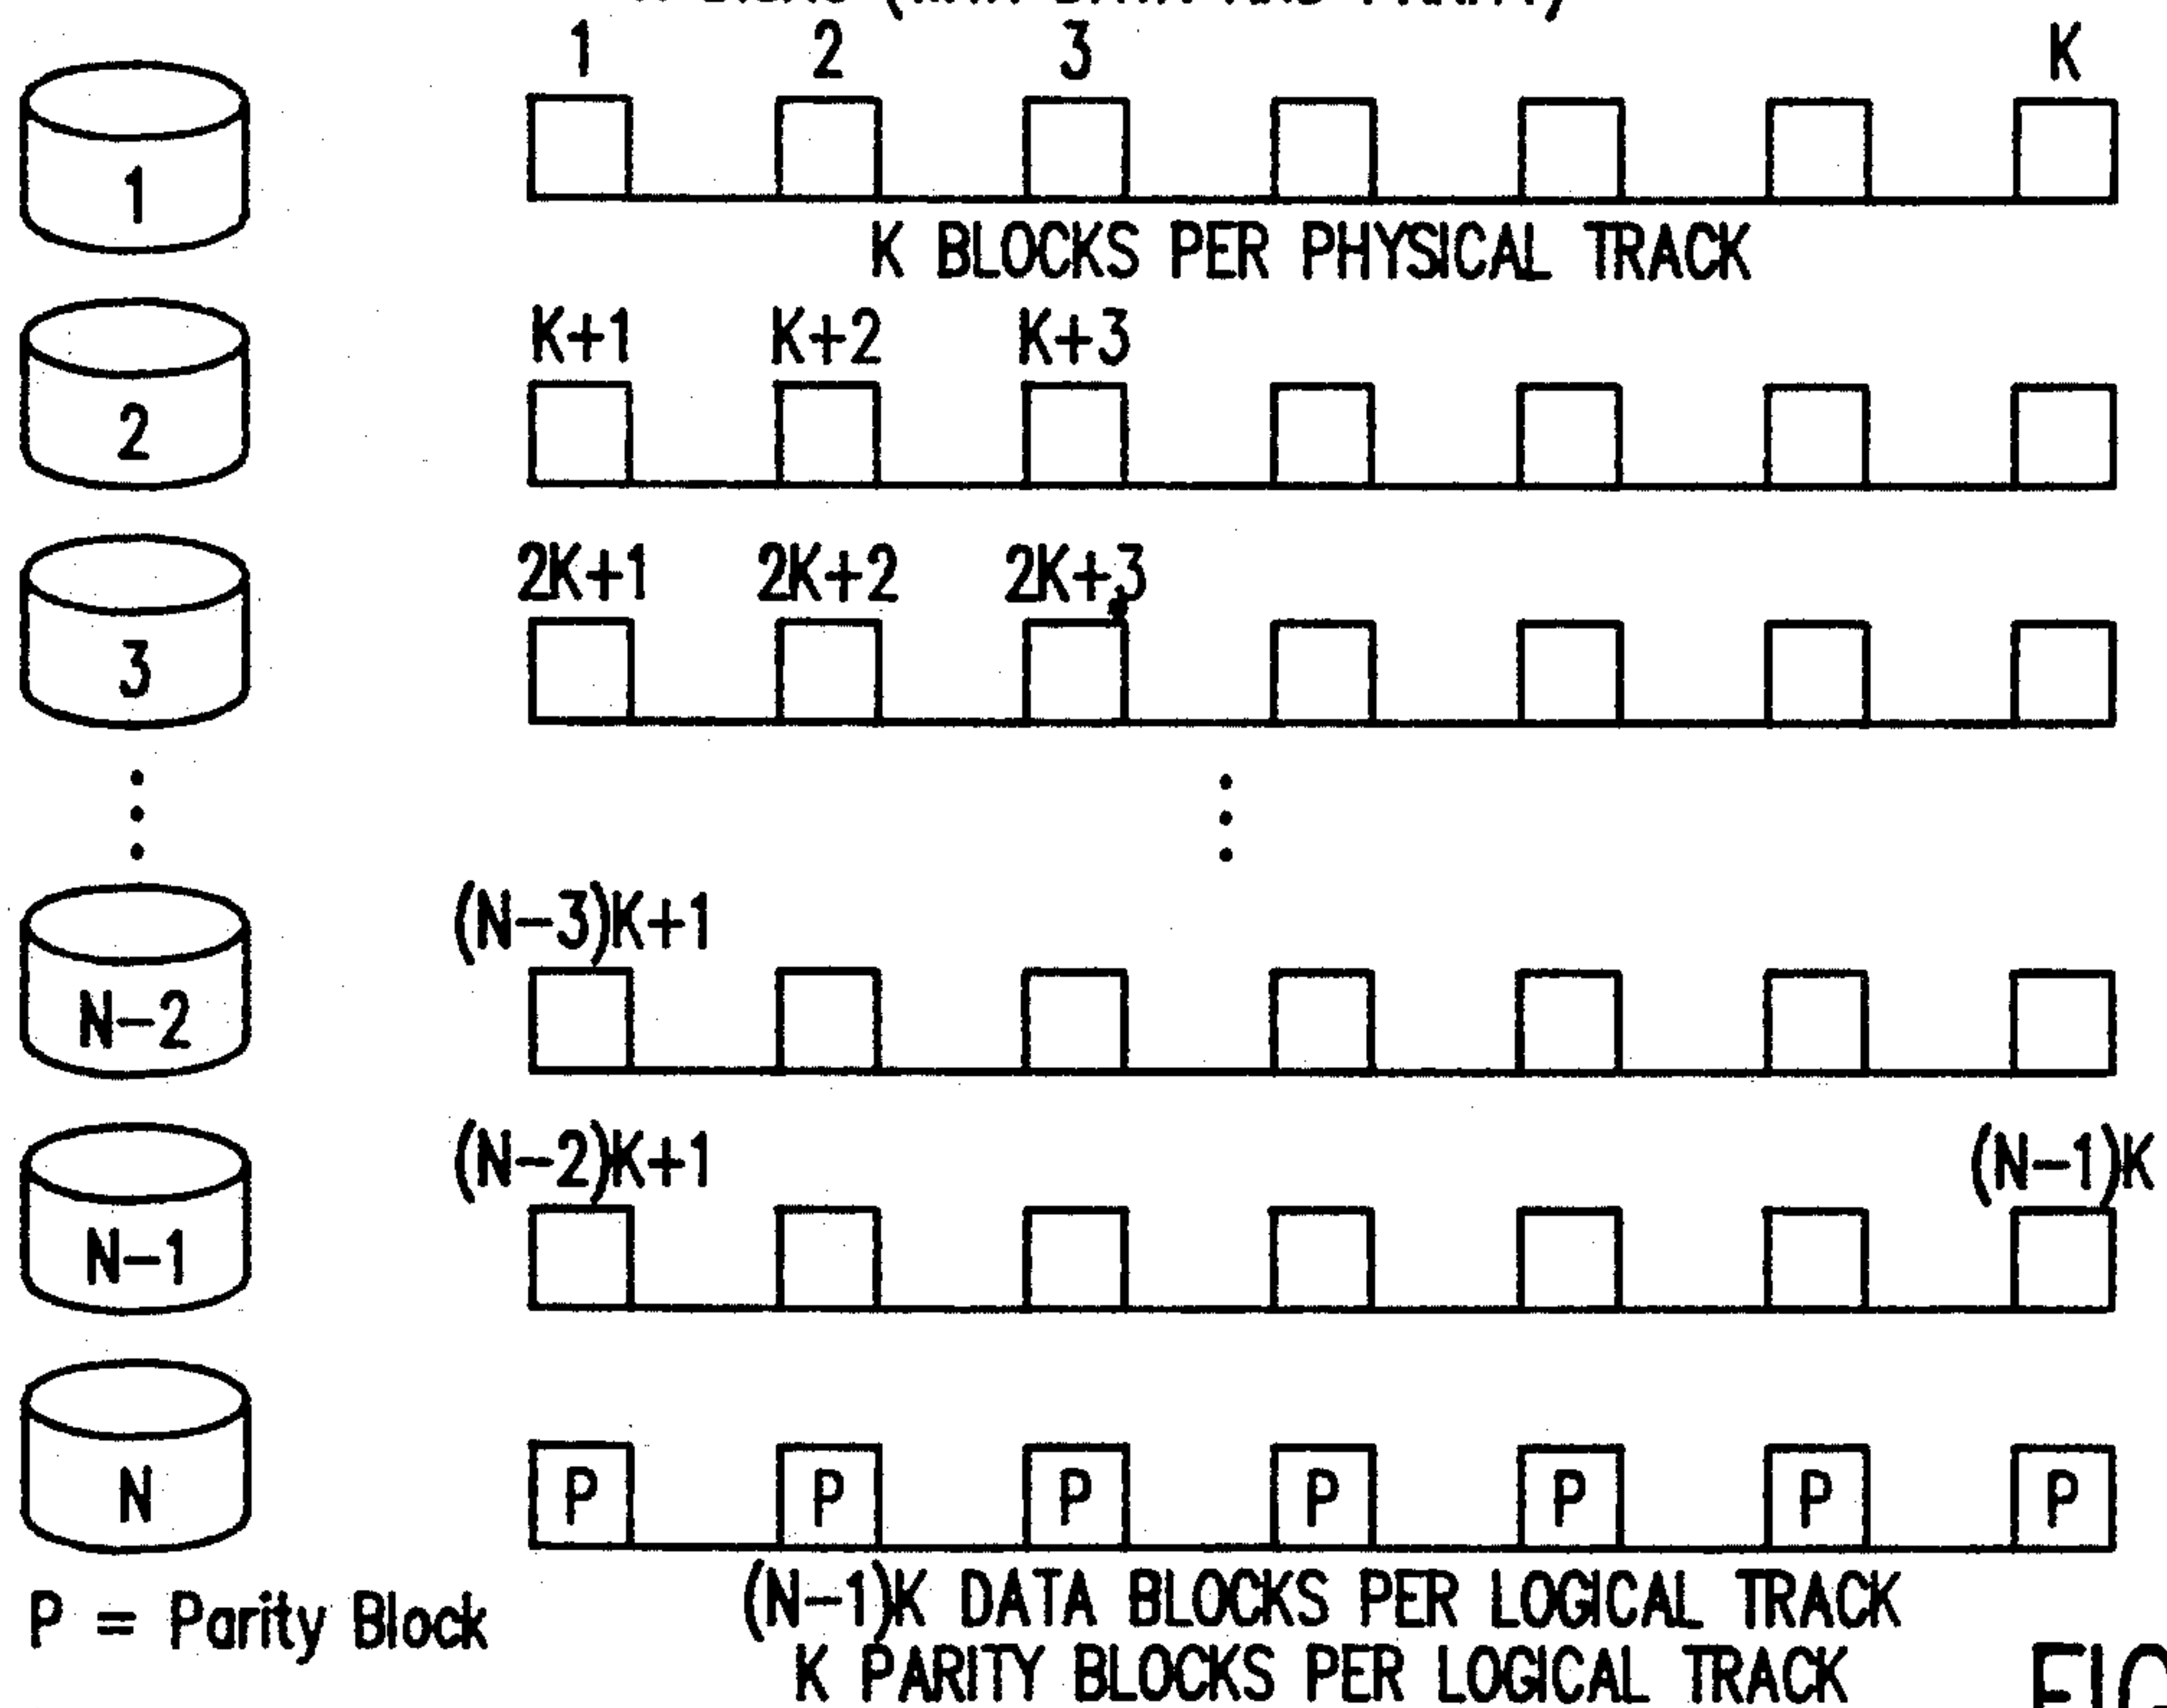 1 2 3 K
1
K BLOCKS PER PHYSICAL TRACK
K+1 K+2 K+3
2
2K+1 2K+2 2K+3
3
(N-3)K+1
N-2
(N-2)K+1 (N-1)K
N-1
N P P P P P P P
P = Parity Block
(N-1)K DATA BLOCKS PER LOGICAL TRACK
K PARITY BLOCKS PER LOGICAL TRACK